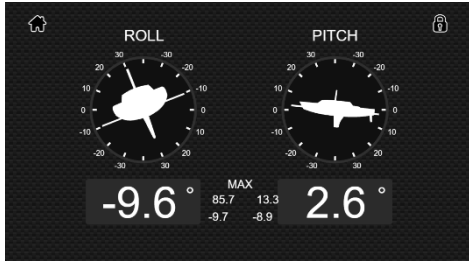 ROLL PITCH
30 -30 30 -30
20 -20 20 -20
10 -10 10 -10
0 0 0 0
-10 10 -10 10
-20 20 -20 20
-30 30 -30 30
MAX
-9.6° 85.7 13.3 2.6°
-9.7 -8.9